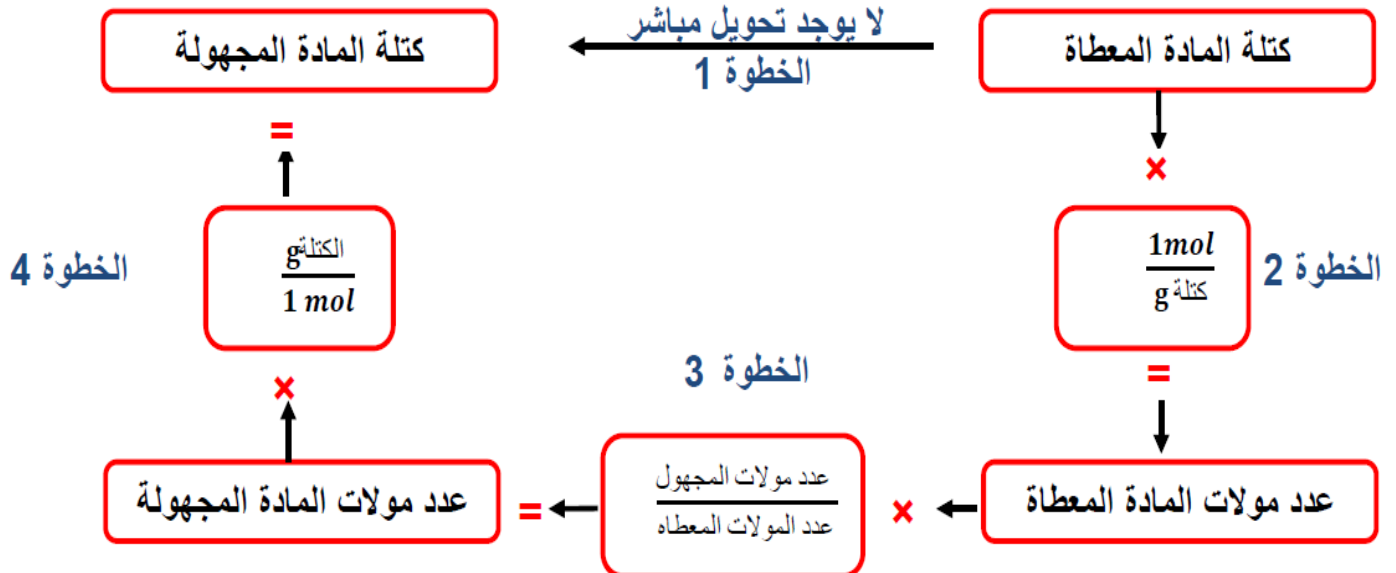 كتلة المادة المعطاة
لا يوجد تحويل مباشر
الخطوة 1
كتلة المادة المجهولة
×
=
1mol
كتلة g
الخطوة 2
الكتلة g
1 mol
الخطوة 4
=
الخطوة 3
×
عدد مولات المادة المعطاة
×
عدد مولات المجهول
عدد المولات المعطاه
=
عدد مولات المادة المجهولة